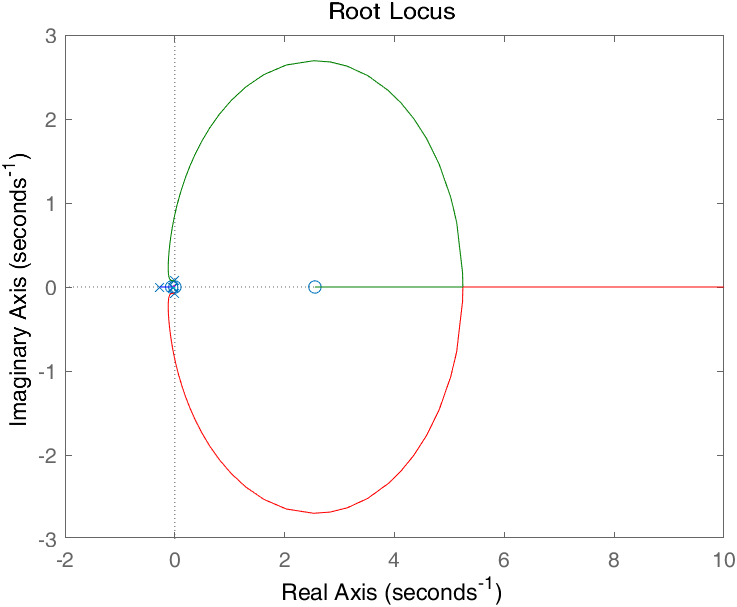 Root Locus
Imaginary Axis (seconds⁻¹)
3
2
1
0
-1
-2
-3
-2 0 2 4 6 8 10
Real Axis (seconds⁻¹)